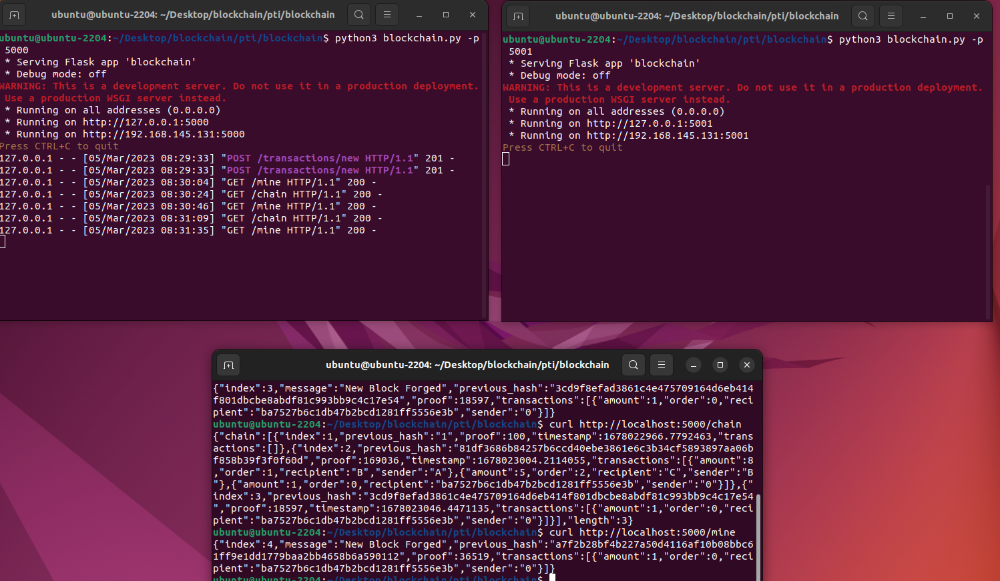 ubuntu@ubuntu-2204: ~/Desktop/blockchain/pti/blockchain
ubuntu@ubuntu-2204:~/Desktop/blockchain/pti/blockchain$ python3 blockchain.py -p
5000
* Serving Flask app 'blockchain'
* Debug mode: off
WARNING: This is a development server. Do not use it in a production deployment.
Use a production WSGI server instead.
* Running on all addresses (0.0.0.0)
* Running on http://127.0.0.1:5000
* Running on http://192.168.145.131:5000
Press CTRL+C to quit
127.0.0.1 - - [05/Mar/2023 08:29:33] "POST /transactions/new HTTP/1.1" 201 -
127.0.0.1 - - [05/Mar/2023 08:29:33] "POST /transactions/new HTTP/1.1" 201 -
127.0.0.1 - - [05/Mar/2023 08:30:04] "GET /mine HTTP/1.1" 200 -
127.0.0.1 - - [05/Mar/2023 08:30:24] "GET /chain HTTP/1.1" 200 -
127.0.0.1 - - [05/Mar/2023 08:30:46] "GET /mine HTTP/1.1" 200 -
127.0.0.1 - - [05/Mar/2023 08:31:09] "GET /chain HTTP/1.1" 200 -
127.0.0.1 - - [05/Mar/2023 08:31:35] "GET /mine HTTP/1.1" 200 -
ubuntu@ubuntu-2204: ~/Desktop/blockchain/pti/blockchain
ubuntu@ubuntu-2204:~/Desktop/blockchain/pti/blockchain$ python3 blockchain.py -p
5001
* Serving Flask app 'blockchain'
* Debug mode: off
WARNING: This is a development server. Do not use it in a production deployment.
Use a production WSGI server instead.
* Running on all addresses (0.0.0.0)
* Running on http://127.0.0.1:5001
* Running on http://192.168.145.131:5001
Press CTRL+C to quit
ubuntu@ubuntu-2204: ~/Desktop/blockchain/pti/blockchain
{"index":3,"message":"New Block Forged","previous_hash":"3cd9f8efad3861c4e475709164d6eb414
f801dbcbe8abdf81c993bb9c4c17e54","proof":18597,"transactions":[{"amount":1,"order":0,"reci
pient":"ba7527b6c1db47b2bcd1281ff5556e3b","sender":"0"}]}
ubuntu@ubuntu-2204:~/Desktop/blockchain/pti/blockchain$ curl http://localhost:5000/chain
{"chain":[{"index":1,"previous_hash":"1","proof":100,"timestamp":1678022966.7792463,"trans
actions":[]},{"index":2,"previous_hash":"81df3686b84257b6ccd40ebe3861e6c3b34cf5893897aa06b
f858b39f3f0f60d","proof":169036,"timestamp":1678023004.2114055,"transactions":[{"amount":8
,"order":1,"recipient":"B","sender":"A"},{"amount":5,"order":2,"recipient":"C","sender":"B
"},{"amount":1,"order":0,"recipient":"ba7527b6c1db47b2bcd1281ff5556e3b","sender":"0"}]},{"
index":3,"previous_hash":"3cd9f8efad3861c4e475709164d6eb414f801dbcbe8abdf81c993bb9c4c17e54
","proof":18597,"timestamp":1678023046.4471135,"transactions":[{"amount":1,"order":0,"reci
pient":"ba7527b6c1db47b2bcd1281ff5556e3b","sender":"0"}]}],"length":3}
ubuntu@ubuntu-2204:~/Desktop/blockchain/pti/blockchain$ curl http://localhost:5000/mine
{"index":4,"message":"New Block Forged","previous_hash":"a7f2b28bf4b227a50d4116af10b08bbc6
1ff9e1dd1779baa2bb4658b6a590112","proof":36519,"transactions":[{"amount":1,"order":0,"reci
pient":"ba7527b6c1db47b2bcd1281ff5556e3b","sender":"0"}]}
ubuntu@ubuntu-2204:~/Desktop/blockchain/pti/blockchain$